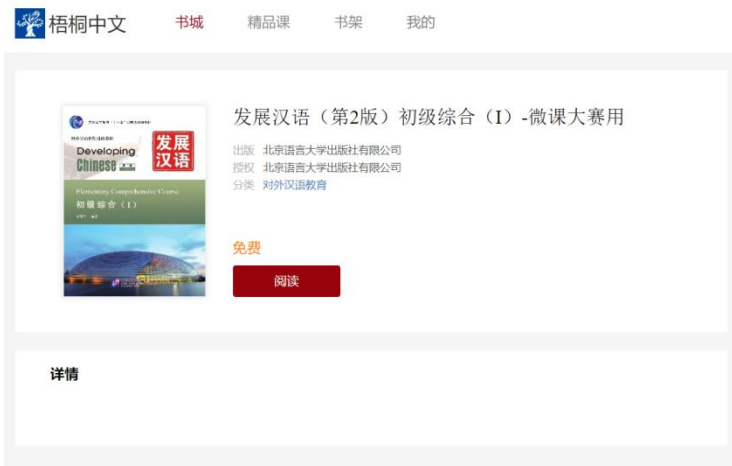 梧桐中文
书城 精品课 书架 我的
发展汉语（第2版）初级综合（I）-微课大赛用
出版 北京语言大学出版社有限公司
授权 北京语言大学出版社有限公司
分类 对外汉语教育
免费
阅读
Developing
Chinese
发展
汉语
Elementary Comprehensive Course
初级综合（I）
详情